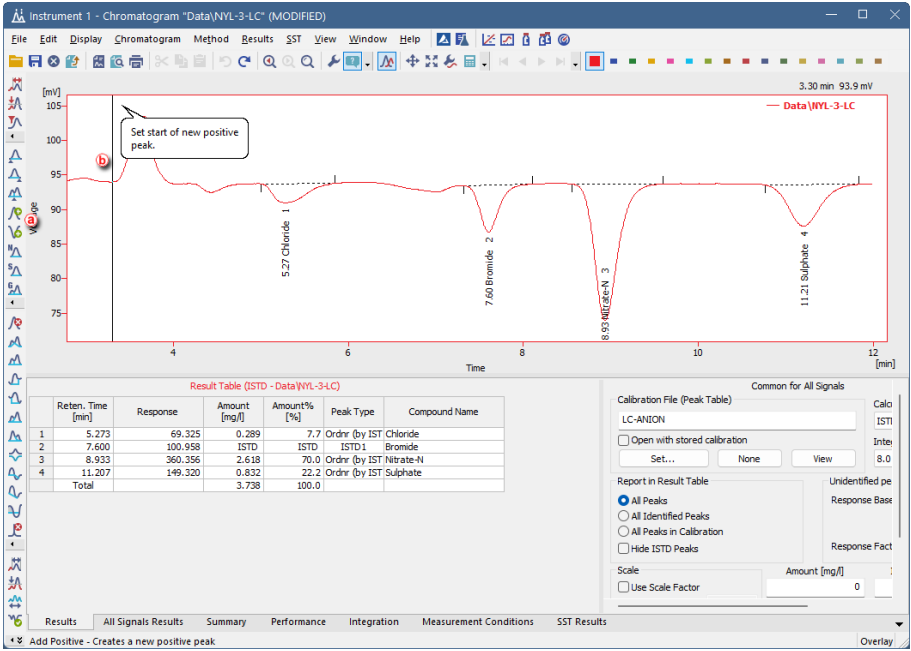 Instrument 1 - Chromatogram "Data\NYL-3-LC" (MODIFIED)
File Edit Display Chromatogram Method Results SST View Window Help
3.30 min 93.9 mV
[mV]
Data\NYL-3-LC
105
100
95
90
85
80
75
Set start of new positive
peak.
b
a
5.27 Chloride 1
7.60 Bromide 2
8.93 Nitrate-N 3
11.21 Sulphate 4
4 6 8 10 12
Time
[min]
Result Table (ISTD - Data\NYL-3-LC)
Reten. Time [min] Response Amount [mg/l] Amount% [%] Peak Type Compound Name
1 5.273 69.325 0.289 7.7 Ordnr (by IST Chloride
2 7.600 100.958 ISTD ISTD ISTD1 Bromide
3 8.933 360.356 2.618 70.0 Ordnr (by IST Nitrate-N
4 11.207 149.320 0.832 22.2 Ordnr (by IST Sulphate
Total 3.738 100.0
Common for All Signals
Calibration File (Peak Table)
LC-ANION
Open with stored calibration
Set... None View
Report in Result Table
All Peaks
All Identified Peaks
All Peaks in Calibration
Hide ISTD Peaks
Scale
Use Scale Factor
Amount [mg/l]
0
Calc
ISTI
Inte
8.0
Unidentified pe
Response Base
Response Fact
Results All Signals Results Summary Performance Integration Measurement Conditions SST Results
Add Positive - Creates a new positive peak
Overlay